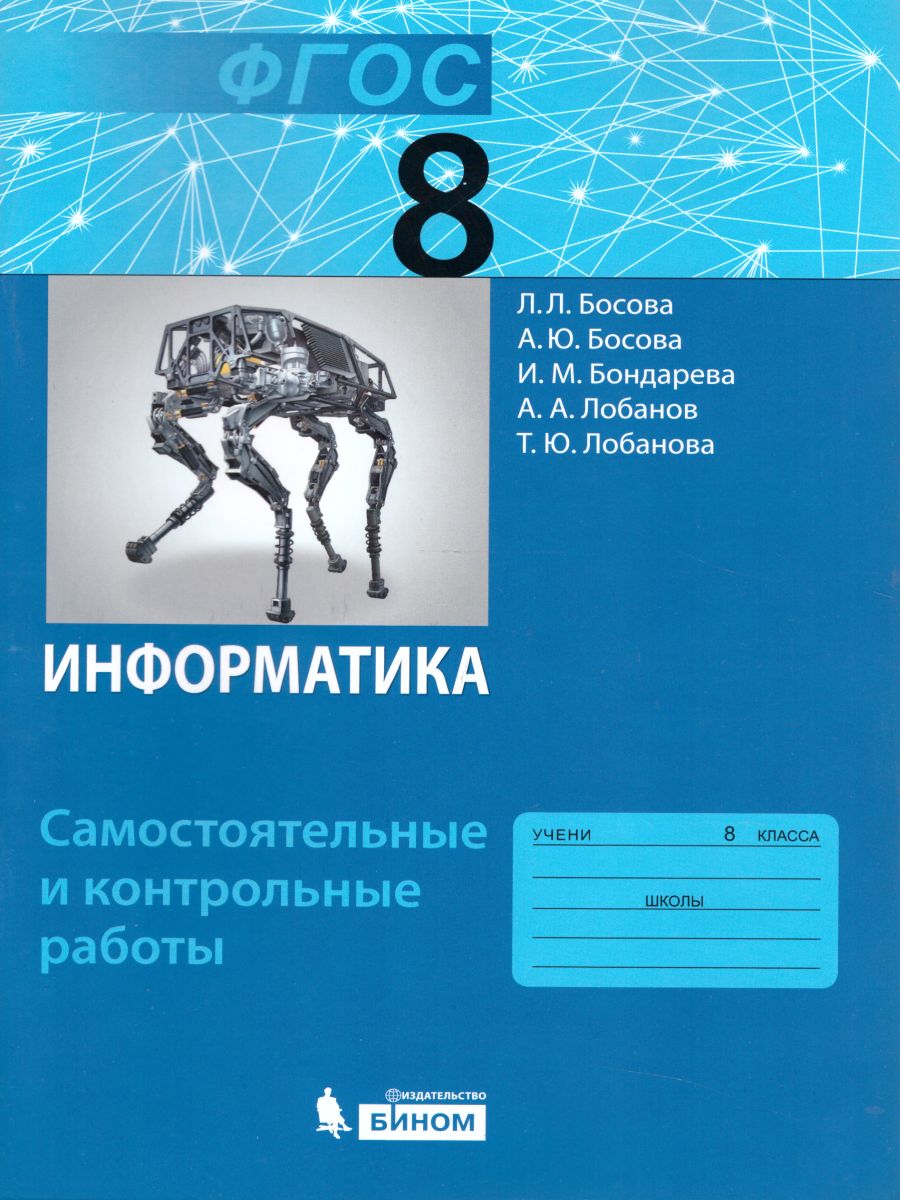 ФГОС
8
Л.Л. Босова
А. Ю. Босова
И. М. Бондарева
А. А. Лобанов
Т. Ю. Лобанова
ИНФОРМАТИКА
Самостоятельные
и контрольные
работы
УЧЕНИ 8 КЛАССА
ШКОЛЫ
ИЗДАТЕЛЬСТВО
БИНОМ